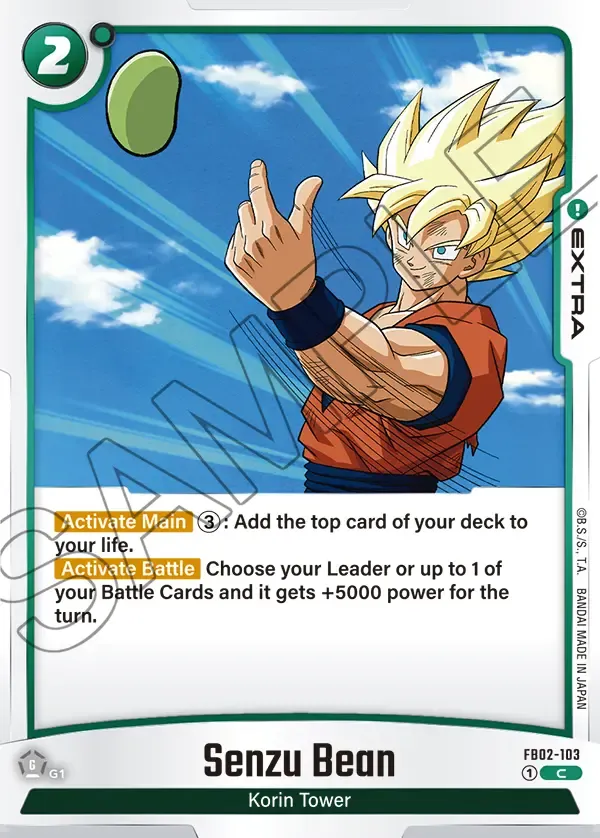 2
EXTRA
SAMPLE
Activate Main ③: Add the top card of your deck to
your life.
Activate Battle Choose your Leader or up to 1 of
your Battle Cards and it gets +5000 power for the
turn.
©B.S./S., T.A. BANDAI MADE IN JAPAN
G
G1
Senzu Bean
FB02-103
① C
Korin Tower